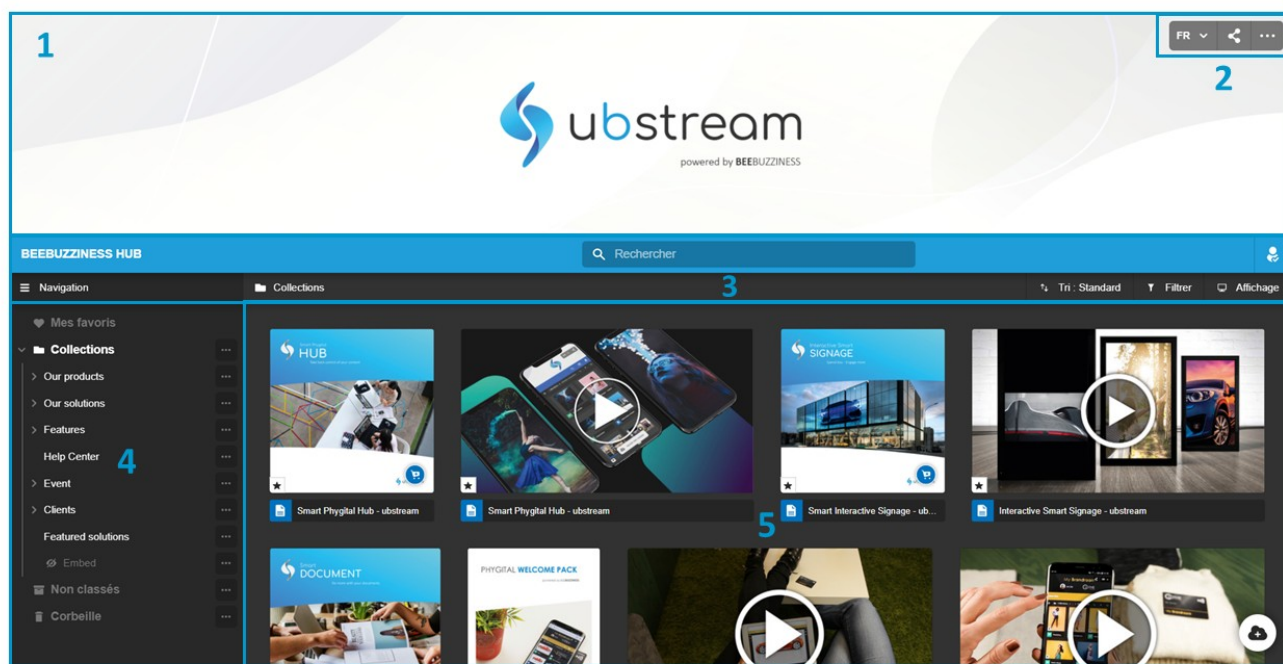 1
FR
2
ubstream
powered by BEEBUZZINESS
BEEBUZZINESS HUB
Rechercher
Navigation
Collections
3
Tri : Standard
Filtrer
Affichage
Mes favoris
Collections
Our products
Our solutions
Features
Help Center
4
Event
Clients
Featured solutions
Embed
Non classés
Corbeille
HUB
SIGNAGE
Smart Phygital Hub - ubstream
Smart Phygital Hub - ubstream
Smart Interactive Signage - ub...
Interactive Smart Signage - ubstream
5
Smart
DOCUMENT
PHYGITAL WELCOME PACK